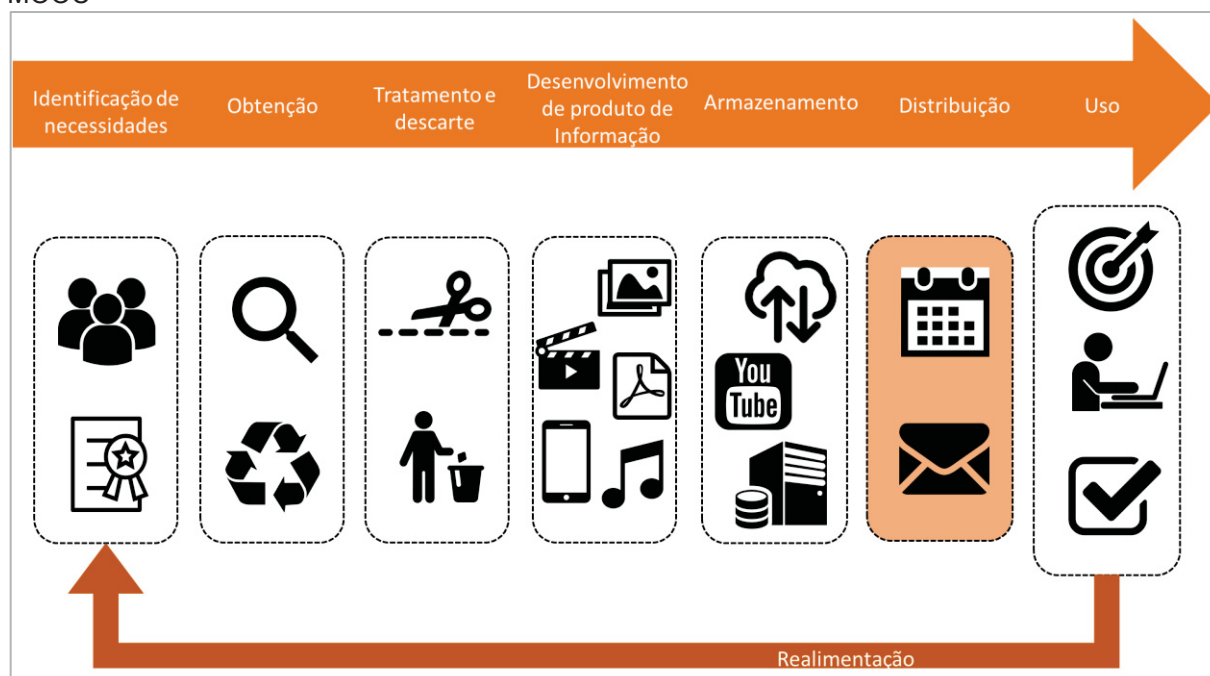 Identificação de
necessidades
Obtenção
Tratamento e
descarte
Desenvolvimento
de produto de
Informação
Armazenamento
Distribuição
Uso
You
Tube
Realimentação